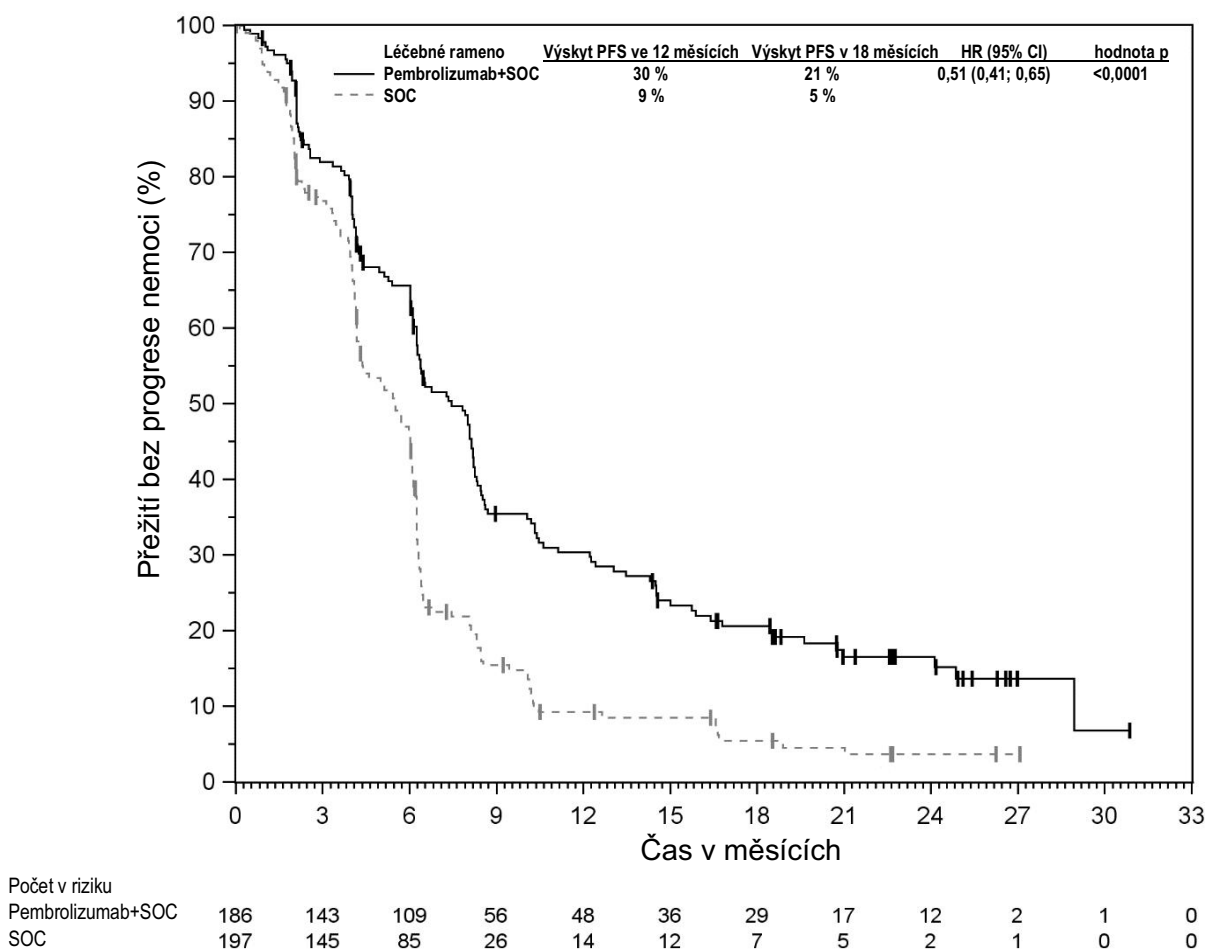 Léčebné rameno Výskyt PFS ve 12 měsících Výskyt PFS v 18 měsících HR (95% CI) hodnota p
Pembrolizumab+SOC 30 % 21 % 0,51 (0,41; 0,65) <0,0001
SOC 9 % 5 %
Přežití bez progrese nemoci (%)
100
90
80
70
60
50
40
30
20
10
0
0 3 6 9 12 15 18 21 24 27 30 33
Čas v měsících
Počet v riziku
Pembrolizumab+SOC 186 143 109 56 48 36 29 17 12 2 1 0
SOC 197 145 85 26 14 12 7 5 2 1 0 0